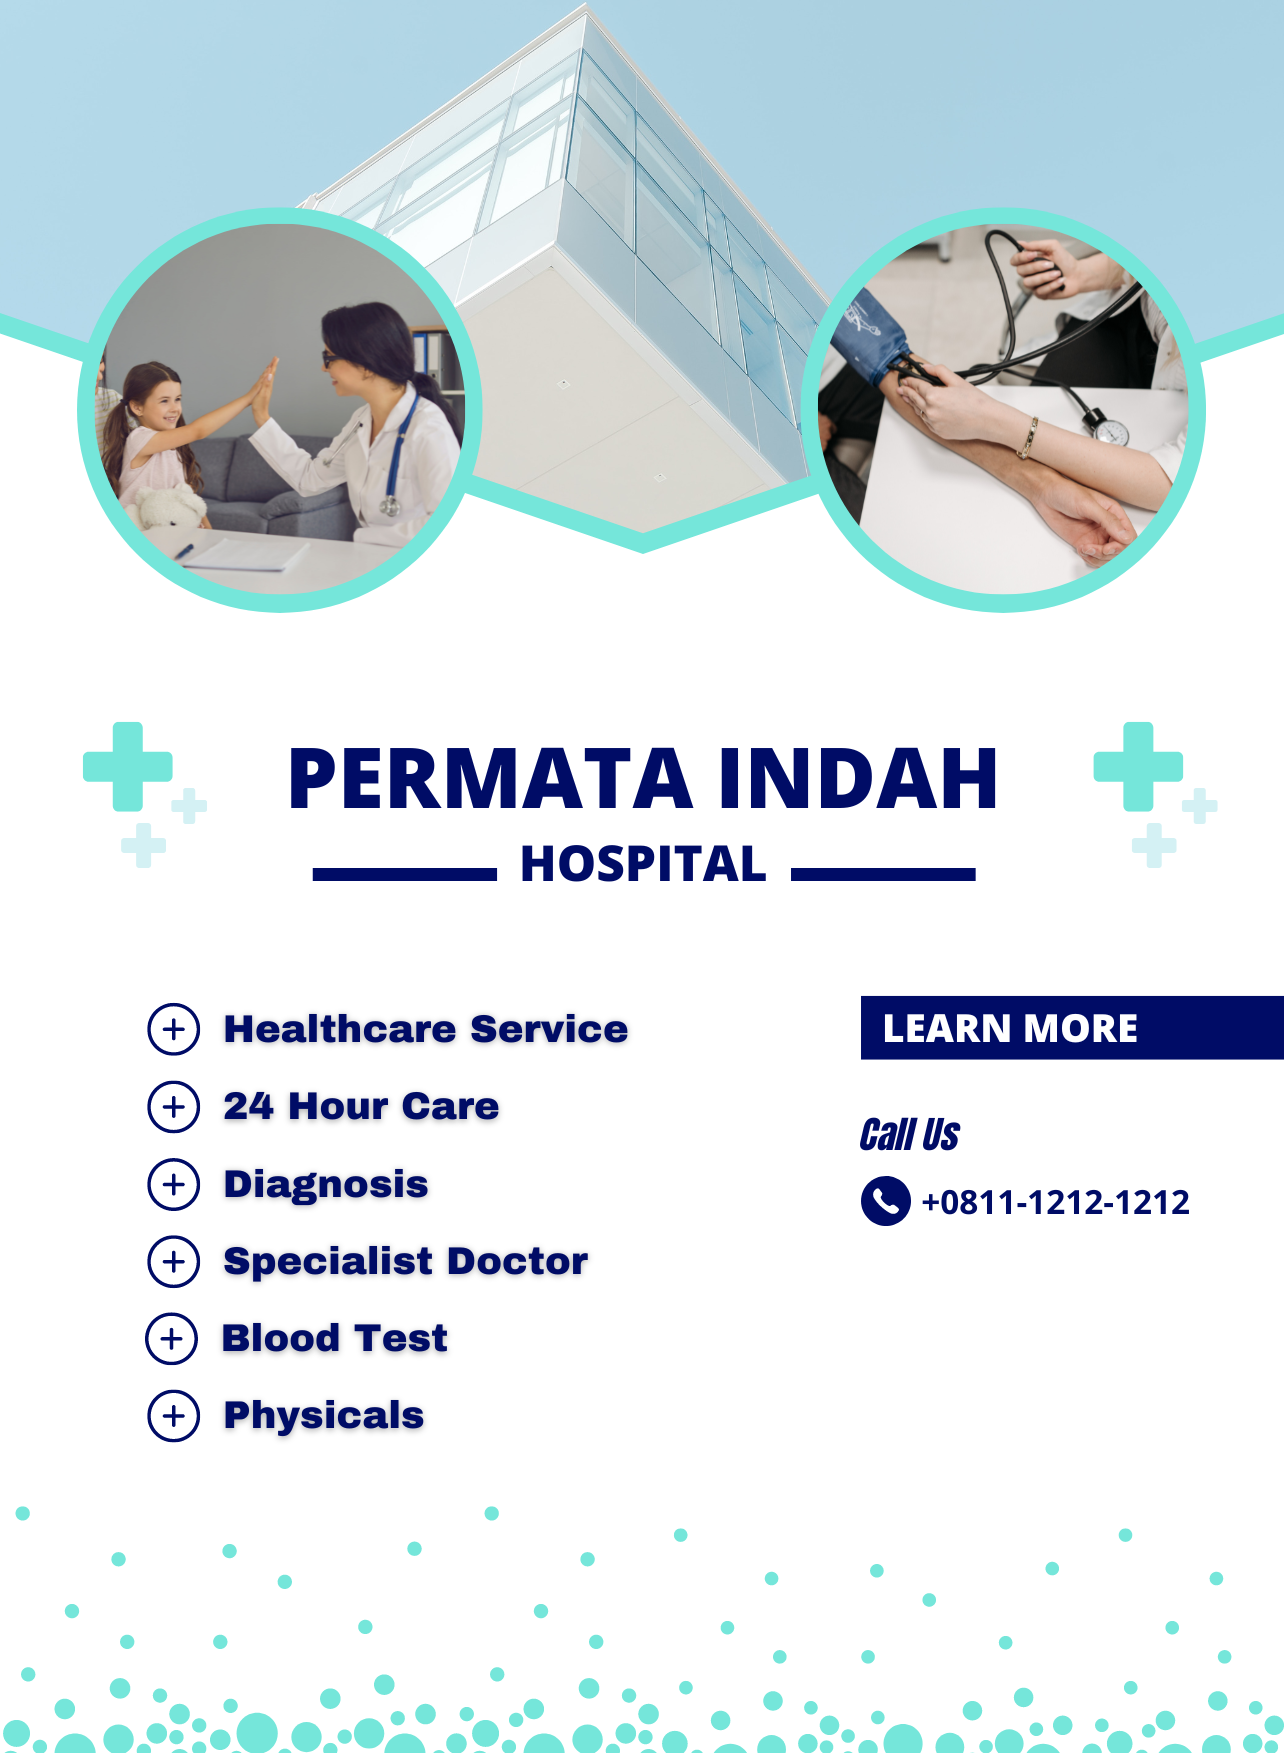 PERMATA INDAH
HOSPITAL
Healthcare Service
24 Hour Care
Diagnosis
Specialist Doctor
Blood Test
Physicals
LEARN MORE
Call Us
+0811-1212-1212